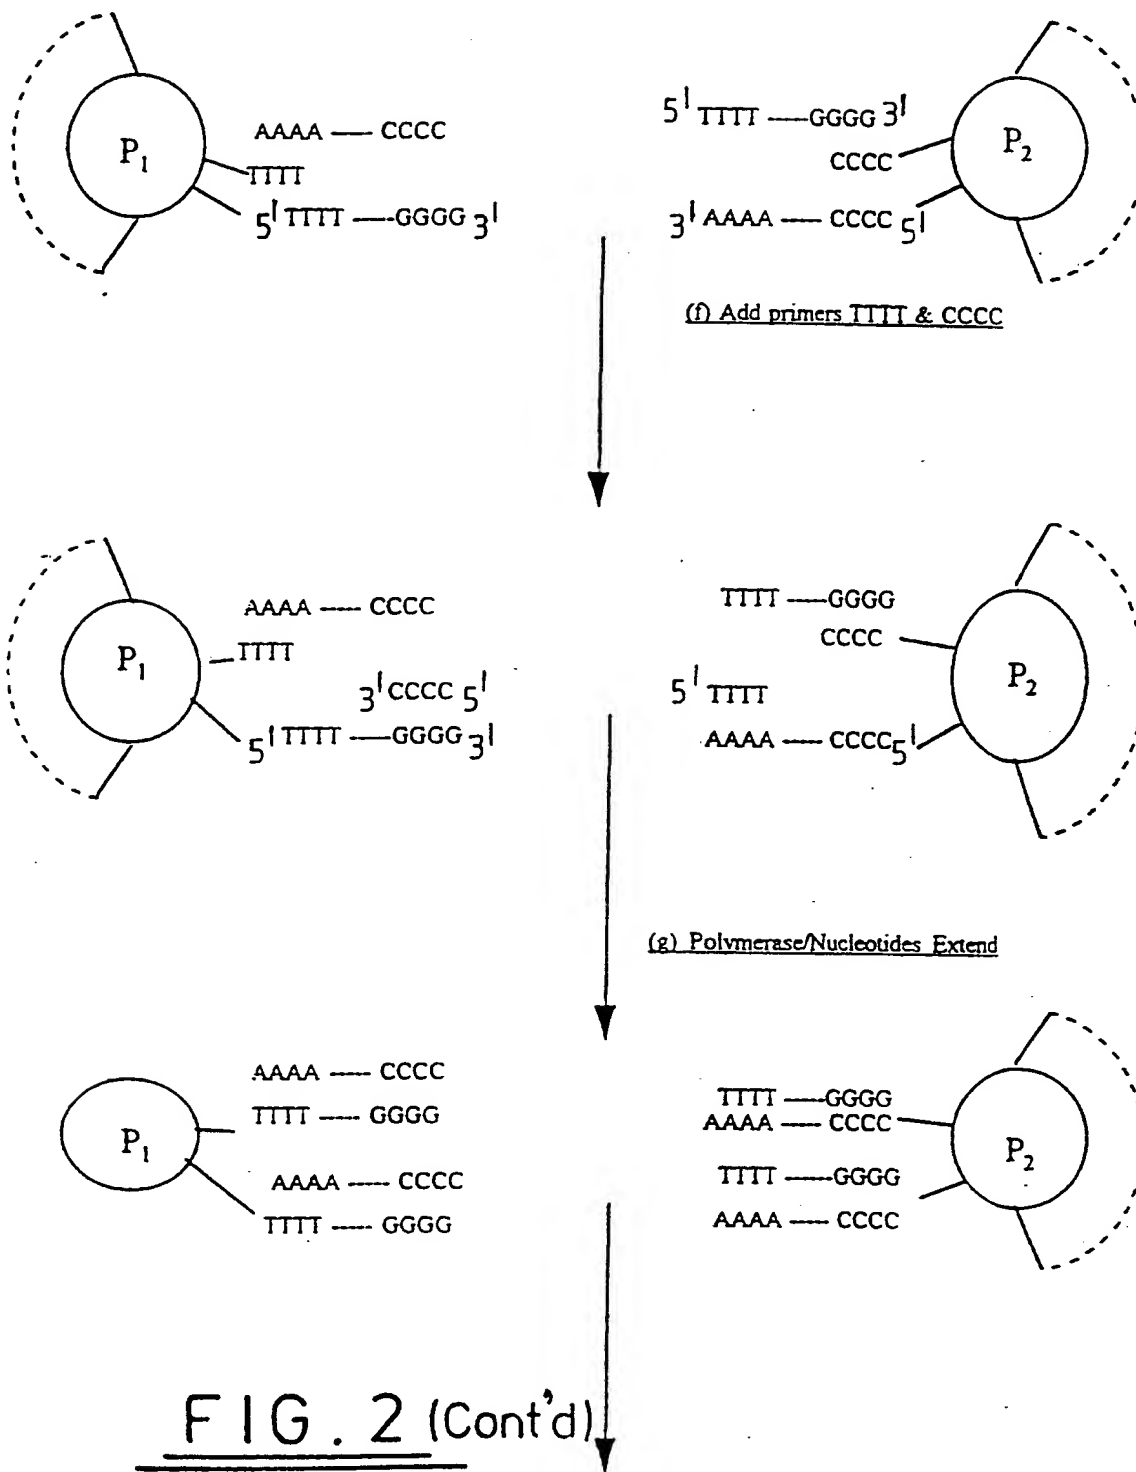 P1
AAAA — CCCC
TTTT
5' TTTT —GGGG 3'
5' TTTT —GGGG 3'
CCCC
3' AAAA — CCCC 5'
P2
(f) Add primers TTTT & CCCC
P1
AAAA — CCCC
TTTT
3' CCCC 5'
5' TTTT —GGGG 3'
TTTT —GGGG
CCCC
5' TTTT
AAAA — CCCC 5'
P2
(g) Polymerase/Nucleotides Extend
P1
AAAA — CCCC
TTTT — GGGG
AAAA — CCCC
TTTT — GGGG
TTTT —GGGG
AAAA — CCCC
TTTT —GGGG
AAAA — CCCC
P2
FIG. 2 (Cont'd)